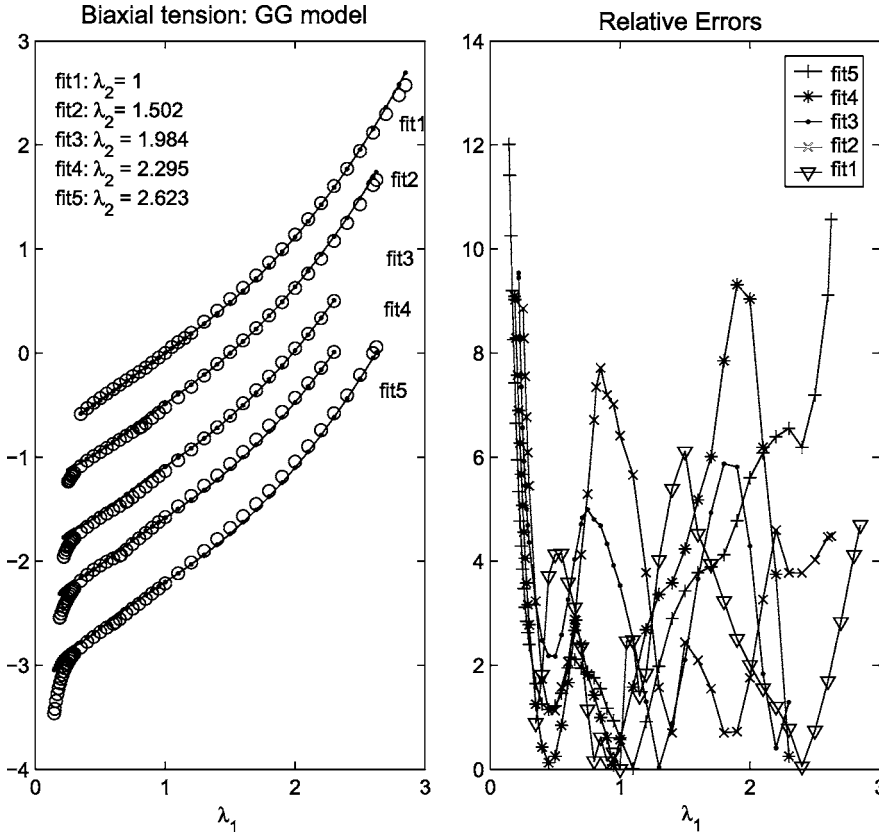 Biaxial tension: GG model
3
2
1
0
−1
−2
−3
−4
0
1
2
3
λ1
fit1: λ2 = 1
fit2: λ2 = 1.502
fit3: λ2 = 1.984
fit4: λ2 = 2.295
fit5: λ2 = 2.623
fit1
fit2
fit3
fit4
fit5
Relative Errors
14
12
10
8
6
4
2
0
0
1
2
3
λ1
fit5
fit4
fit3
fit2
fit1